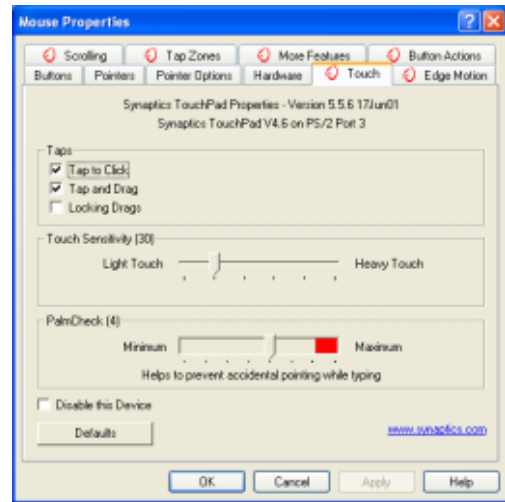 Mouse Properties
Scrolling Tap Zones More Features Button Actions
Buttons Pointers Pointer Options Hardware Touch Edge Motion
Synaptics TouchPad Properties - Version 5.5.6 17Jun01
Synaptics TouchPad V4.6 on PS/2 Port 3
Taps
Tap to Click
Tap and Drag
Locking Drags
Touch Sensitivity (30)
Light Touch Heavy Touch
PalmCheck (4)
Minimum Maximum
Helps to prevent accidental pointing while typing
Disable this Device
Defaults www.synaptics.com
OK Cancel Apply Help